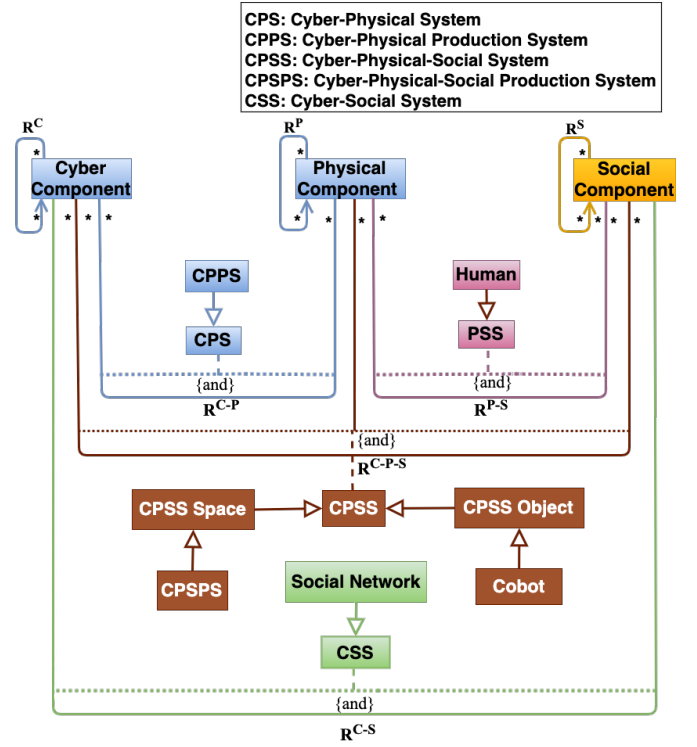 CPS: Cyber-Physical System
CPPS: Cyber-Physical Production System
CPSS: Cyber-Physical-Social System
CPSPS: Cyber-Physical-Social Production System
CSS: Cyber-Social System
R^C
R^P
R^S
*
*
*
Cyber
Component
Physical
Component
Social
Component
* * * *
* * *
* * * *
CPPS
Human
CPS
PSS
{and}
{and}
R^C-P
R^P-S
{and}
R^C-P-S
CPSS Space
CPSS
CPSS Object
CPSPS
Cobot
Social Network
CSS
{and}
R^C-S